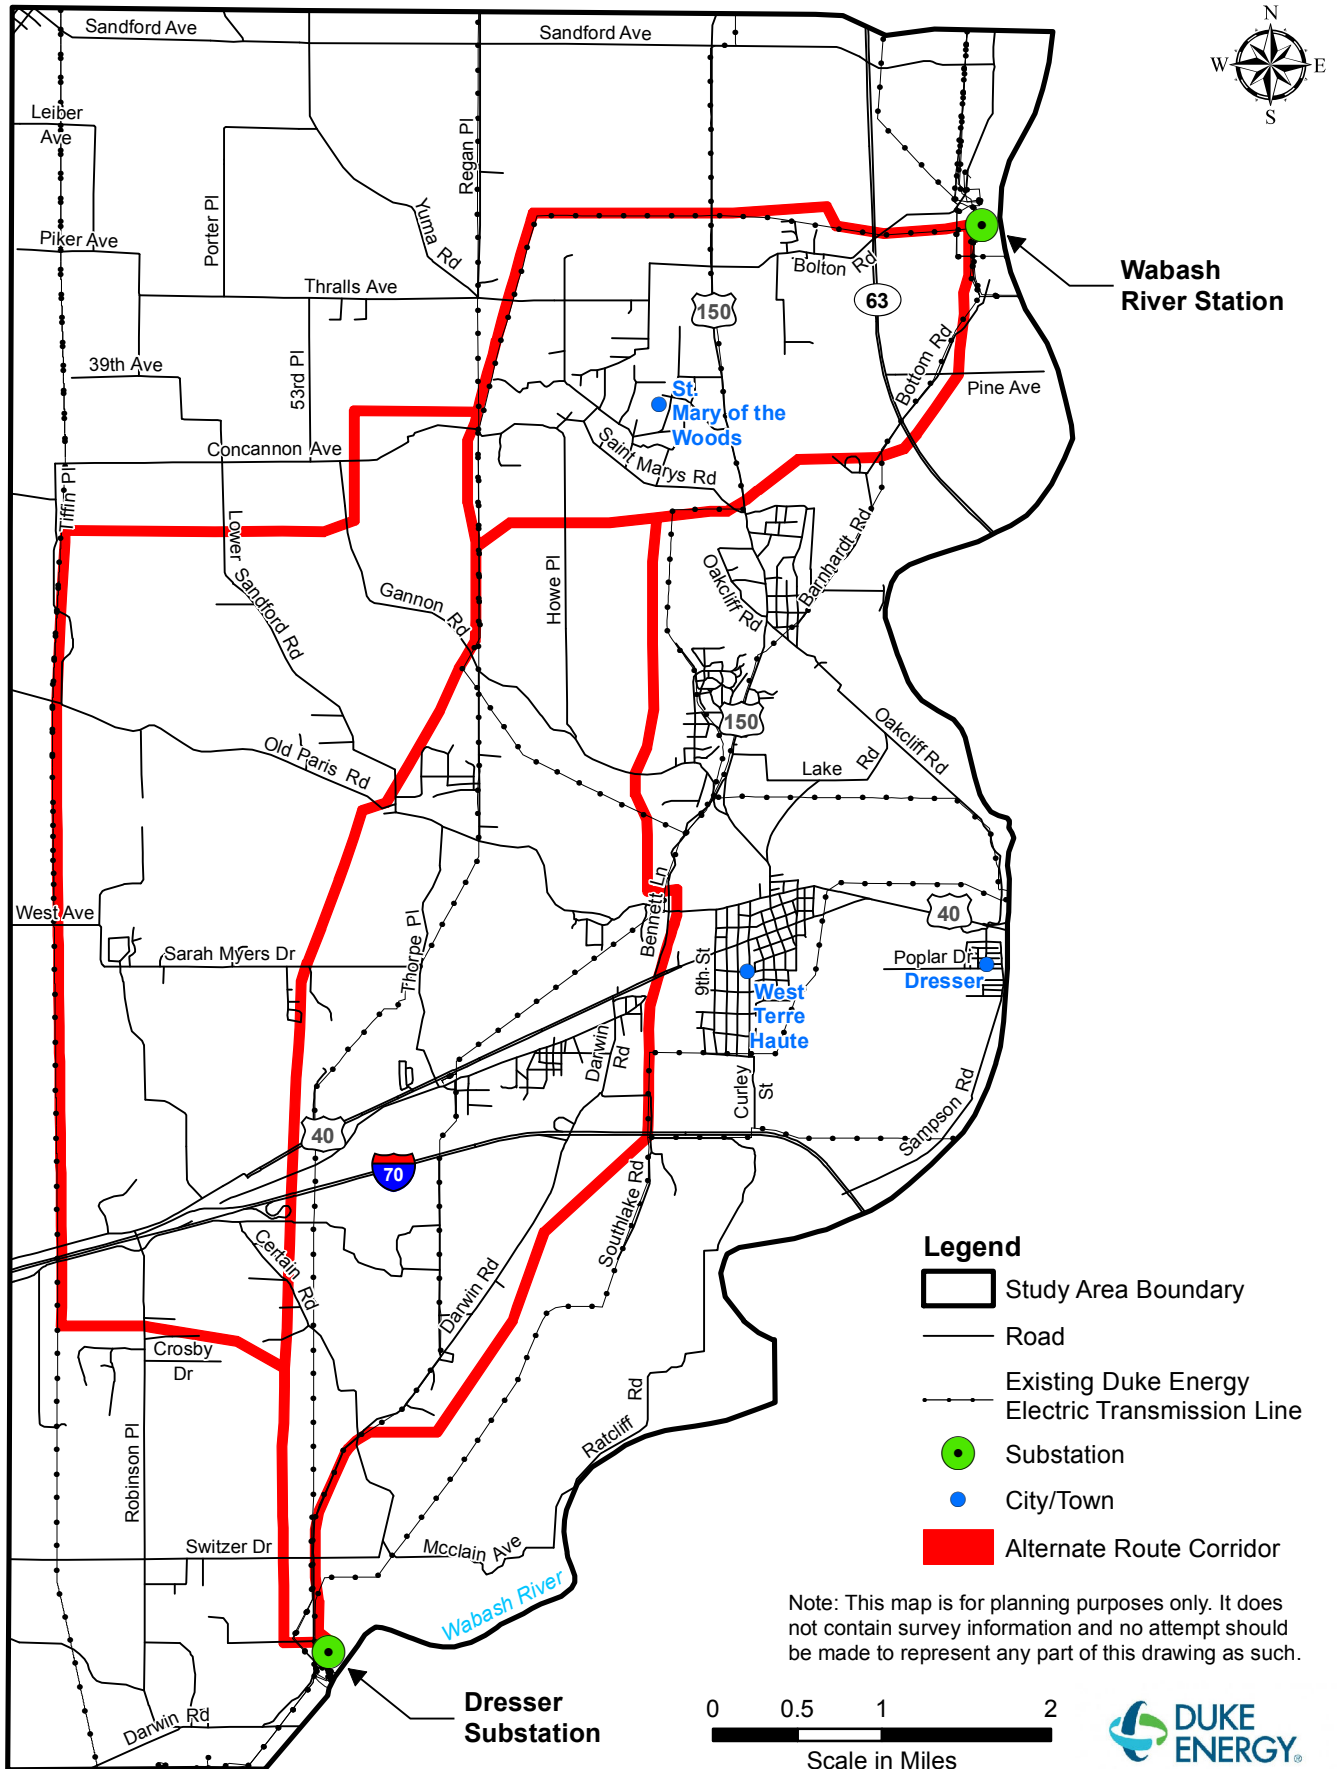 Sandford Ave
Sandford Ave
N
W
E
S
Leiber
Ave
Regan Pl
Porter Pl
Yuma Rd
Piker Ave
Bolton Rd
Thralls Ave
Wabash
River Station
150
63
39th Ave
53rd Pl
Bottom Rd
Pine Ave
St.
Mary of the
Woods
Concannon Ave
Saint Marys Rd
Tiffin Pl
Lower Sandford Rd
Barnhardt Rd
Gannon Rd
Howe Pl
Oakcliff Rd
150
Oakcliff Rd
Old Paris Rd
Lake Rd
Bennett Ln
West Ave
40
Thorpe Pl
Sarah Myers Dr
9th St
Poplar Dr
Dresser
West
Terre
Haute
Darwin
Rd
Curley
St
Sampson Rd
40
70
Southlake Rd
Certain Rd
Darwin Rd
Crosby
Dr
Ratcliff Rd
Robinson Pl
Switzer Dr
Mcclain Ave
Wabash River
Darwin Rd
Dresser
Substation
Legend
Study Area Boundary
Road
Existing Duke Energy
Electric Transmission Line
Substation
City/Town
Alternate Route Corridor
Note: This map is for planning purposes only. It does
not contain survey information and no attempt should
be made to represent any part of this drawing as such.
0 0.5 1 2
Scale in Miles
DUKE
ENERGY®